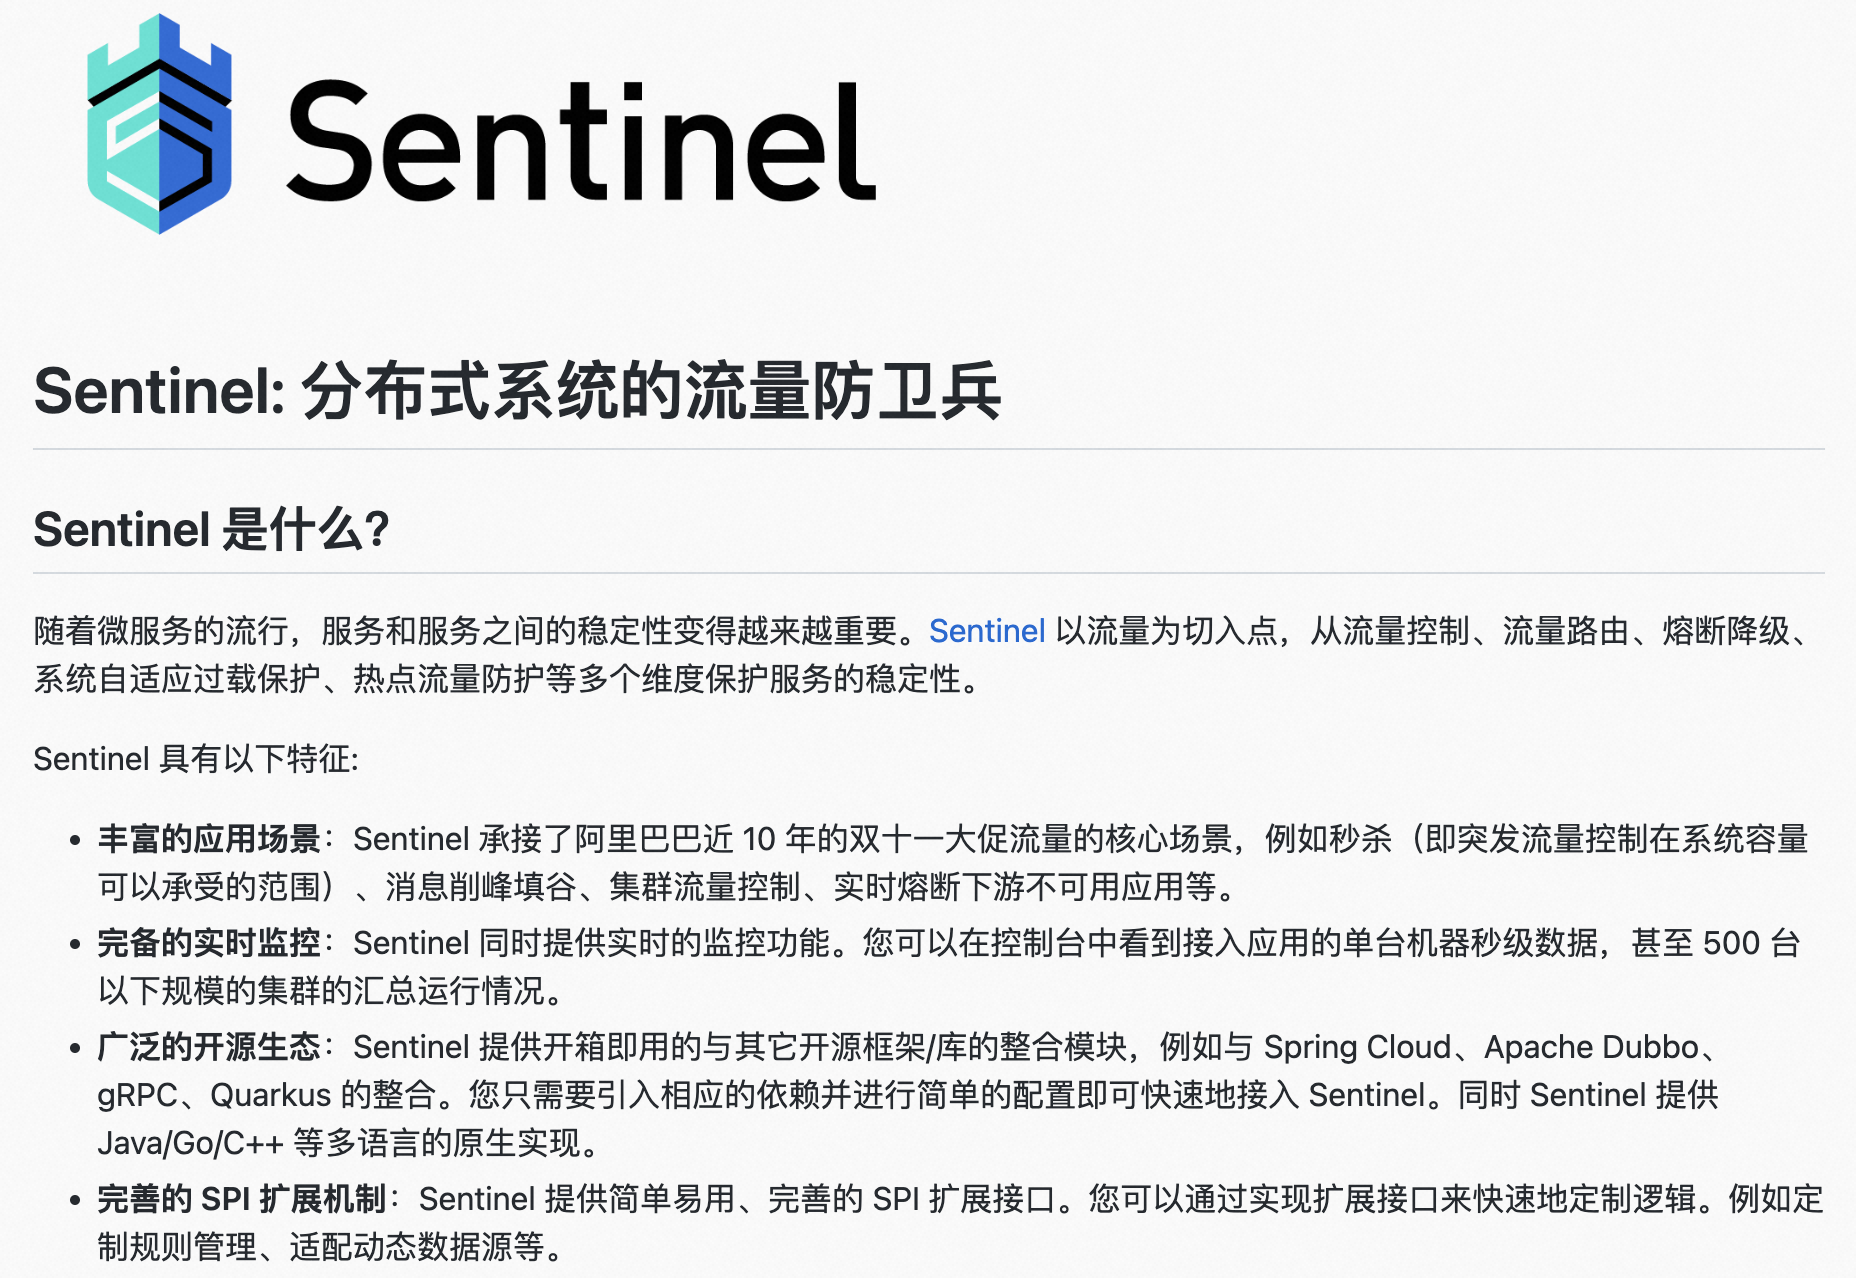 Sentinel
Sentinel: 分布式系统的流量防卫兵
Sentinel 是什么?
随着微服务的流行，服务和服务之间的稳定性变得越来越重要。Sentinel 以流量为切入点，从流量控制、流量路由、熔断降级、
系统自适应过载保护、热点流量防护等多个维度保护服务的稳定性。
Sentinel 具有以下特征:
• 丰富的应用场景：Sentinel 承接了阿里巴巴近 10 年的双十一大促流量的核心场景，例如秒杀（即突发流量控制在系统容量
可以承受的范围）、消息削峰填谷、集群流量控制、实时熔断下游不可用应用等。
• 完备的实时监控：Sentinel 同时提供实时的监控功能。您可以在控制台中看到接入应用的单台机器秒级数据，甚至 500 台
以下规模的集群的汇总运行情况。
• 广泛的开源生态：Sentinel 提供开箱即用的与其它开源框架/库的整合模块，例如与 Spring Cloud、Apache Dubbo、
gRPC、Quarkus 的整合。您只需要引入相应的依赖并进行简单的配置即可快速地接入 Sentinel。同时 Sentinel 提供
Java/Go/C++ 等多语言的原生实现。
• 完善的 SPI 扩展机制：Sentinel 提供简单易用、完善的 SPI 扩展接口。您可以通过实现扩展接口来快速地定制逻辑。例如定
制规则管理、适配动态数据源等。